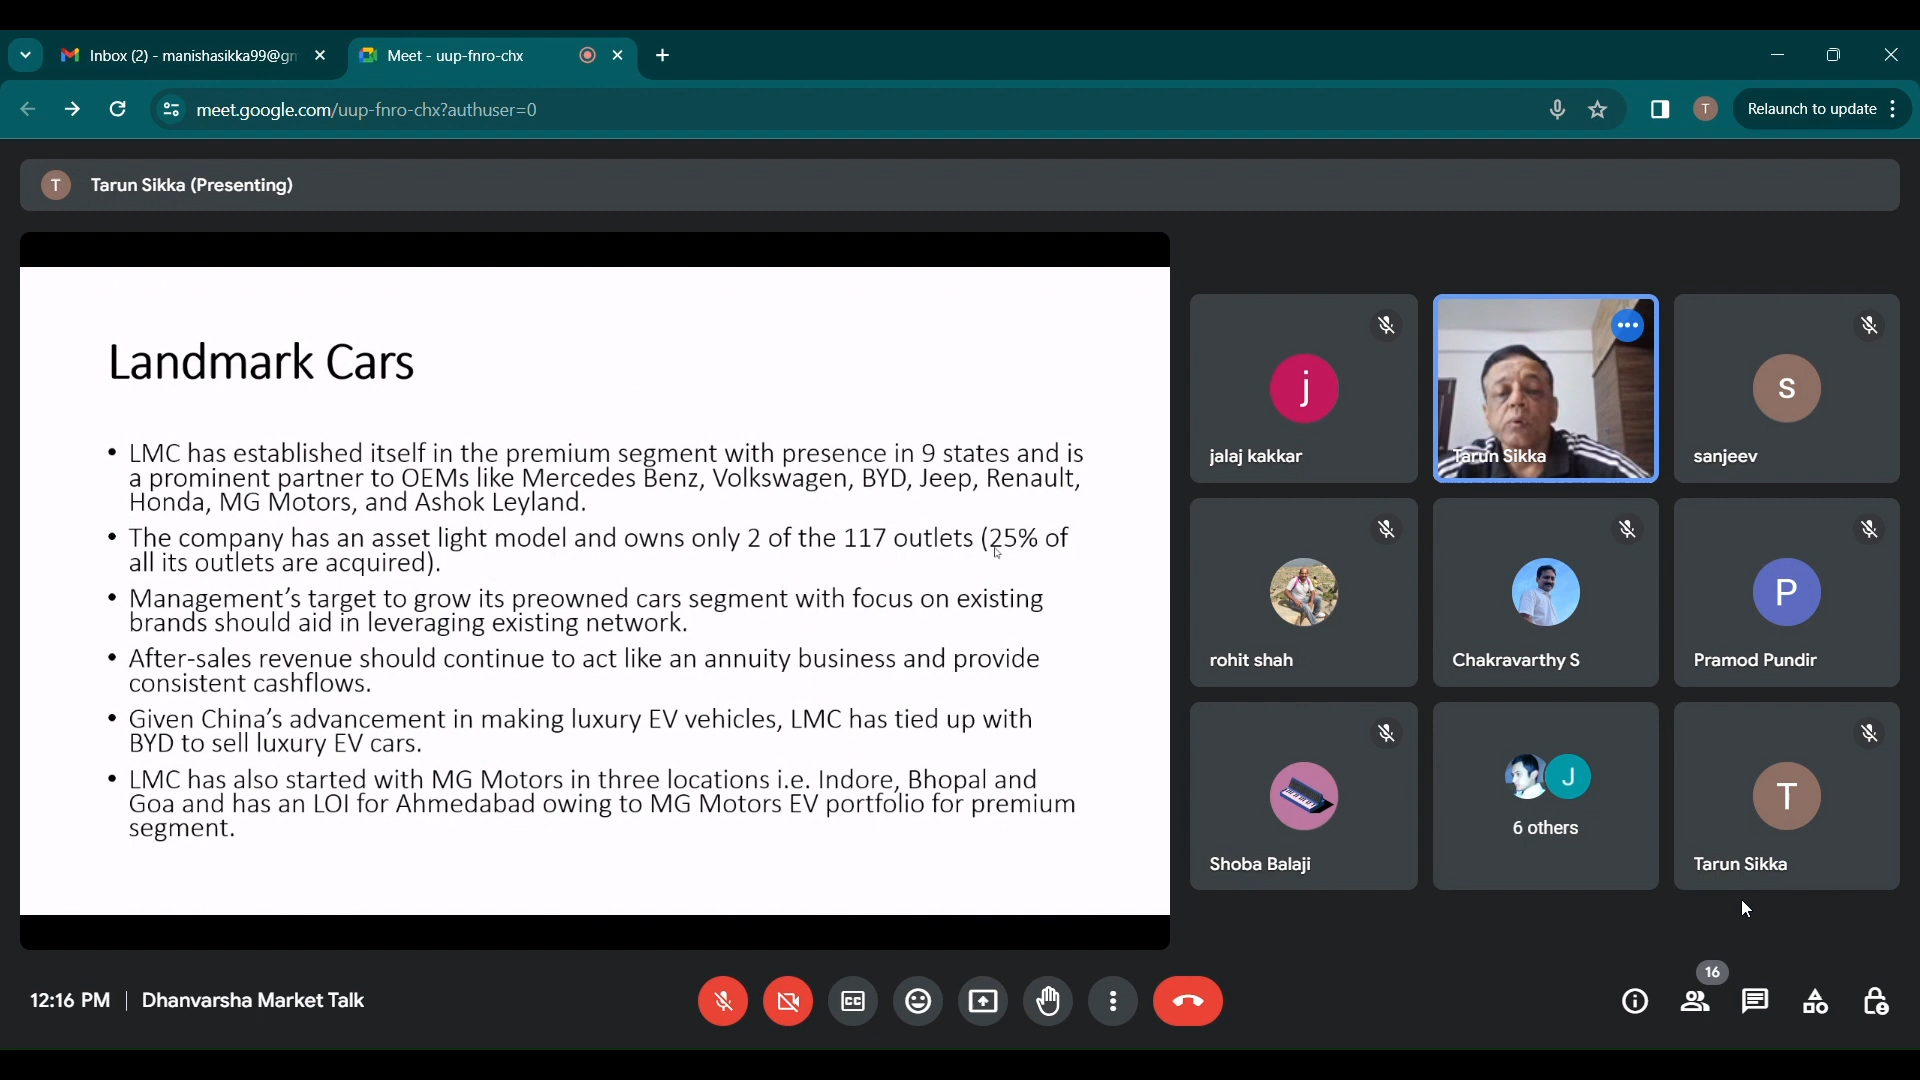 Inbox (2) - manishasikka99@gm
Meet - uup-fnro-chx
meet.google.com/uup-fnro-chx?authuser=0
T
Relaunch to update
T
Tarun Sikka (Presenting)
Landmark Cars
• LMC has established itself in the premium segment with presence in 9 states and is
a prominent partner to OEMs like Mercedes Benz, Volkswagen, BYD, Jeep, Renault,
Honda, MG Motors, and Ashok Leyland.
• The company has an asset light model and owns only 2 of the 117 outlets (25% of
all its outlets are acquired).
• Management's target to grow its preowned cars segment with focus on existing
brands should aid in leveraging existing network.
• After-sales revenue should continue to act like an annuity business and provide
consistent cashflows.
• Given China's advancement in making luxury EV vehicles, LMC has tied up with
BYD to sell luxury EV cars.
• LMC has also started with MG Motors in three locations i.e. Indore, Bhopal and
Goa and has an LOI for Ahmedabad owing to MG Motors EV portfolio for premium
segment.
j
jalaj kakkar
Tarun Sikka
s
sanjeev
rohit shah
Chakravarthy S
P
Pramod Pundir
Shoba Balaji
J
6 others
T
Tarun Sikka
12:16 PM | Dhanvarsha Market Talk
CC
16